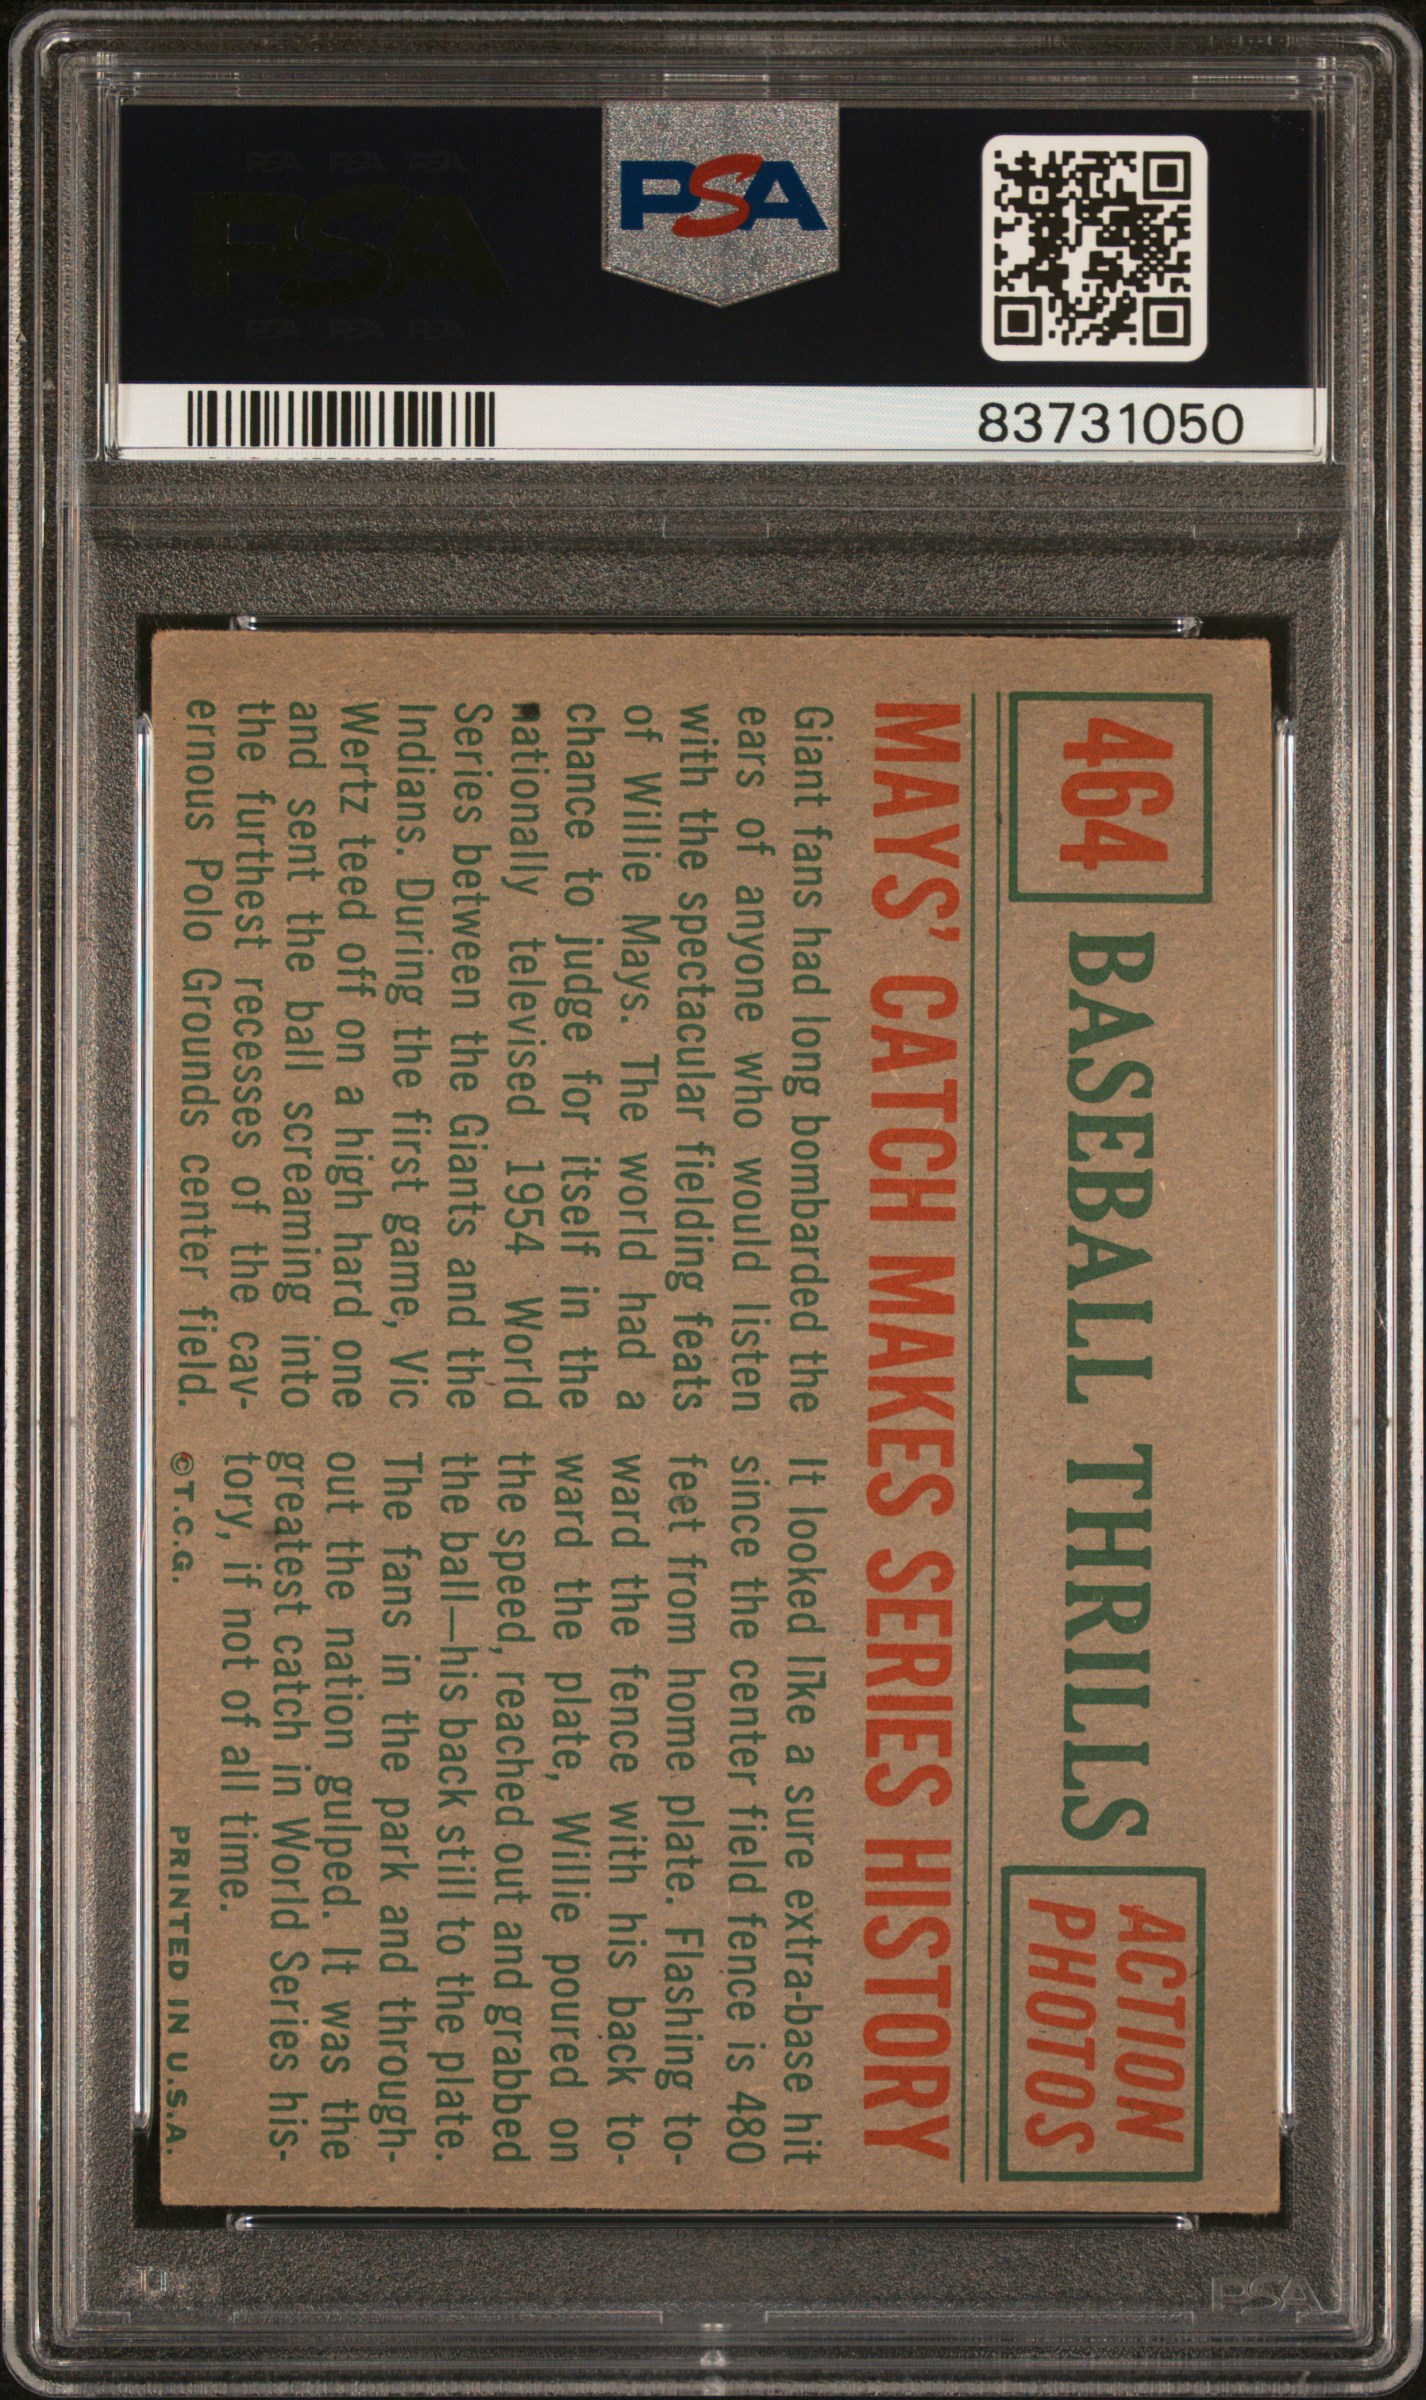 PSA PSA PSA
PSA
PSA PSA PSA
PSA
83731050
464
BASEBALL THRILLS
ACTION
PHOTOS
MAYS' CATCH MAKES SERIES HISTORY
Giant fans had long bombarded the
ears of anyone who would listen
with the spectacular fielding feats
of Willie Mays. The world had a
chance to judge for itself in the
nationally televised 1954 World
Series between the Giants and the
Indians. During the first game, Vic
Wertz teed off on a high hard one
and sent the ball screaming into
the furthest recesses of the cav-
ernous Polo Grounds center field.
It looked like a sure extra-base hit
since the center field fence is 480
feet from home plate. Flashing to-
ward the fence with his back to-
ward the plate, Willie poured on
the speed, reached out and grabbed
the ball—his back still to the plate.
The fans in the park and through-
out the nation gulped. It was the
greatest catch in World Series his-
tory, if not of all time.
©T.C.G.
PRINTED IN U.S.A.
PSA